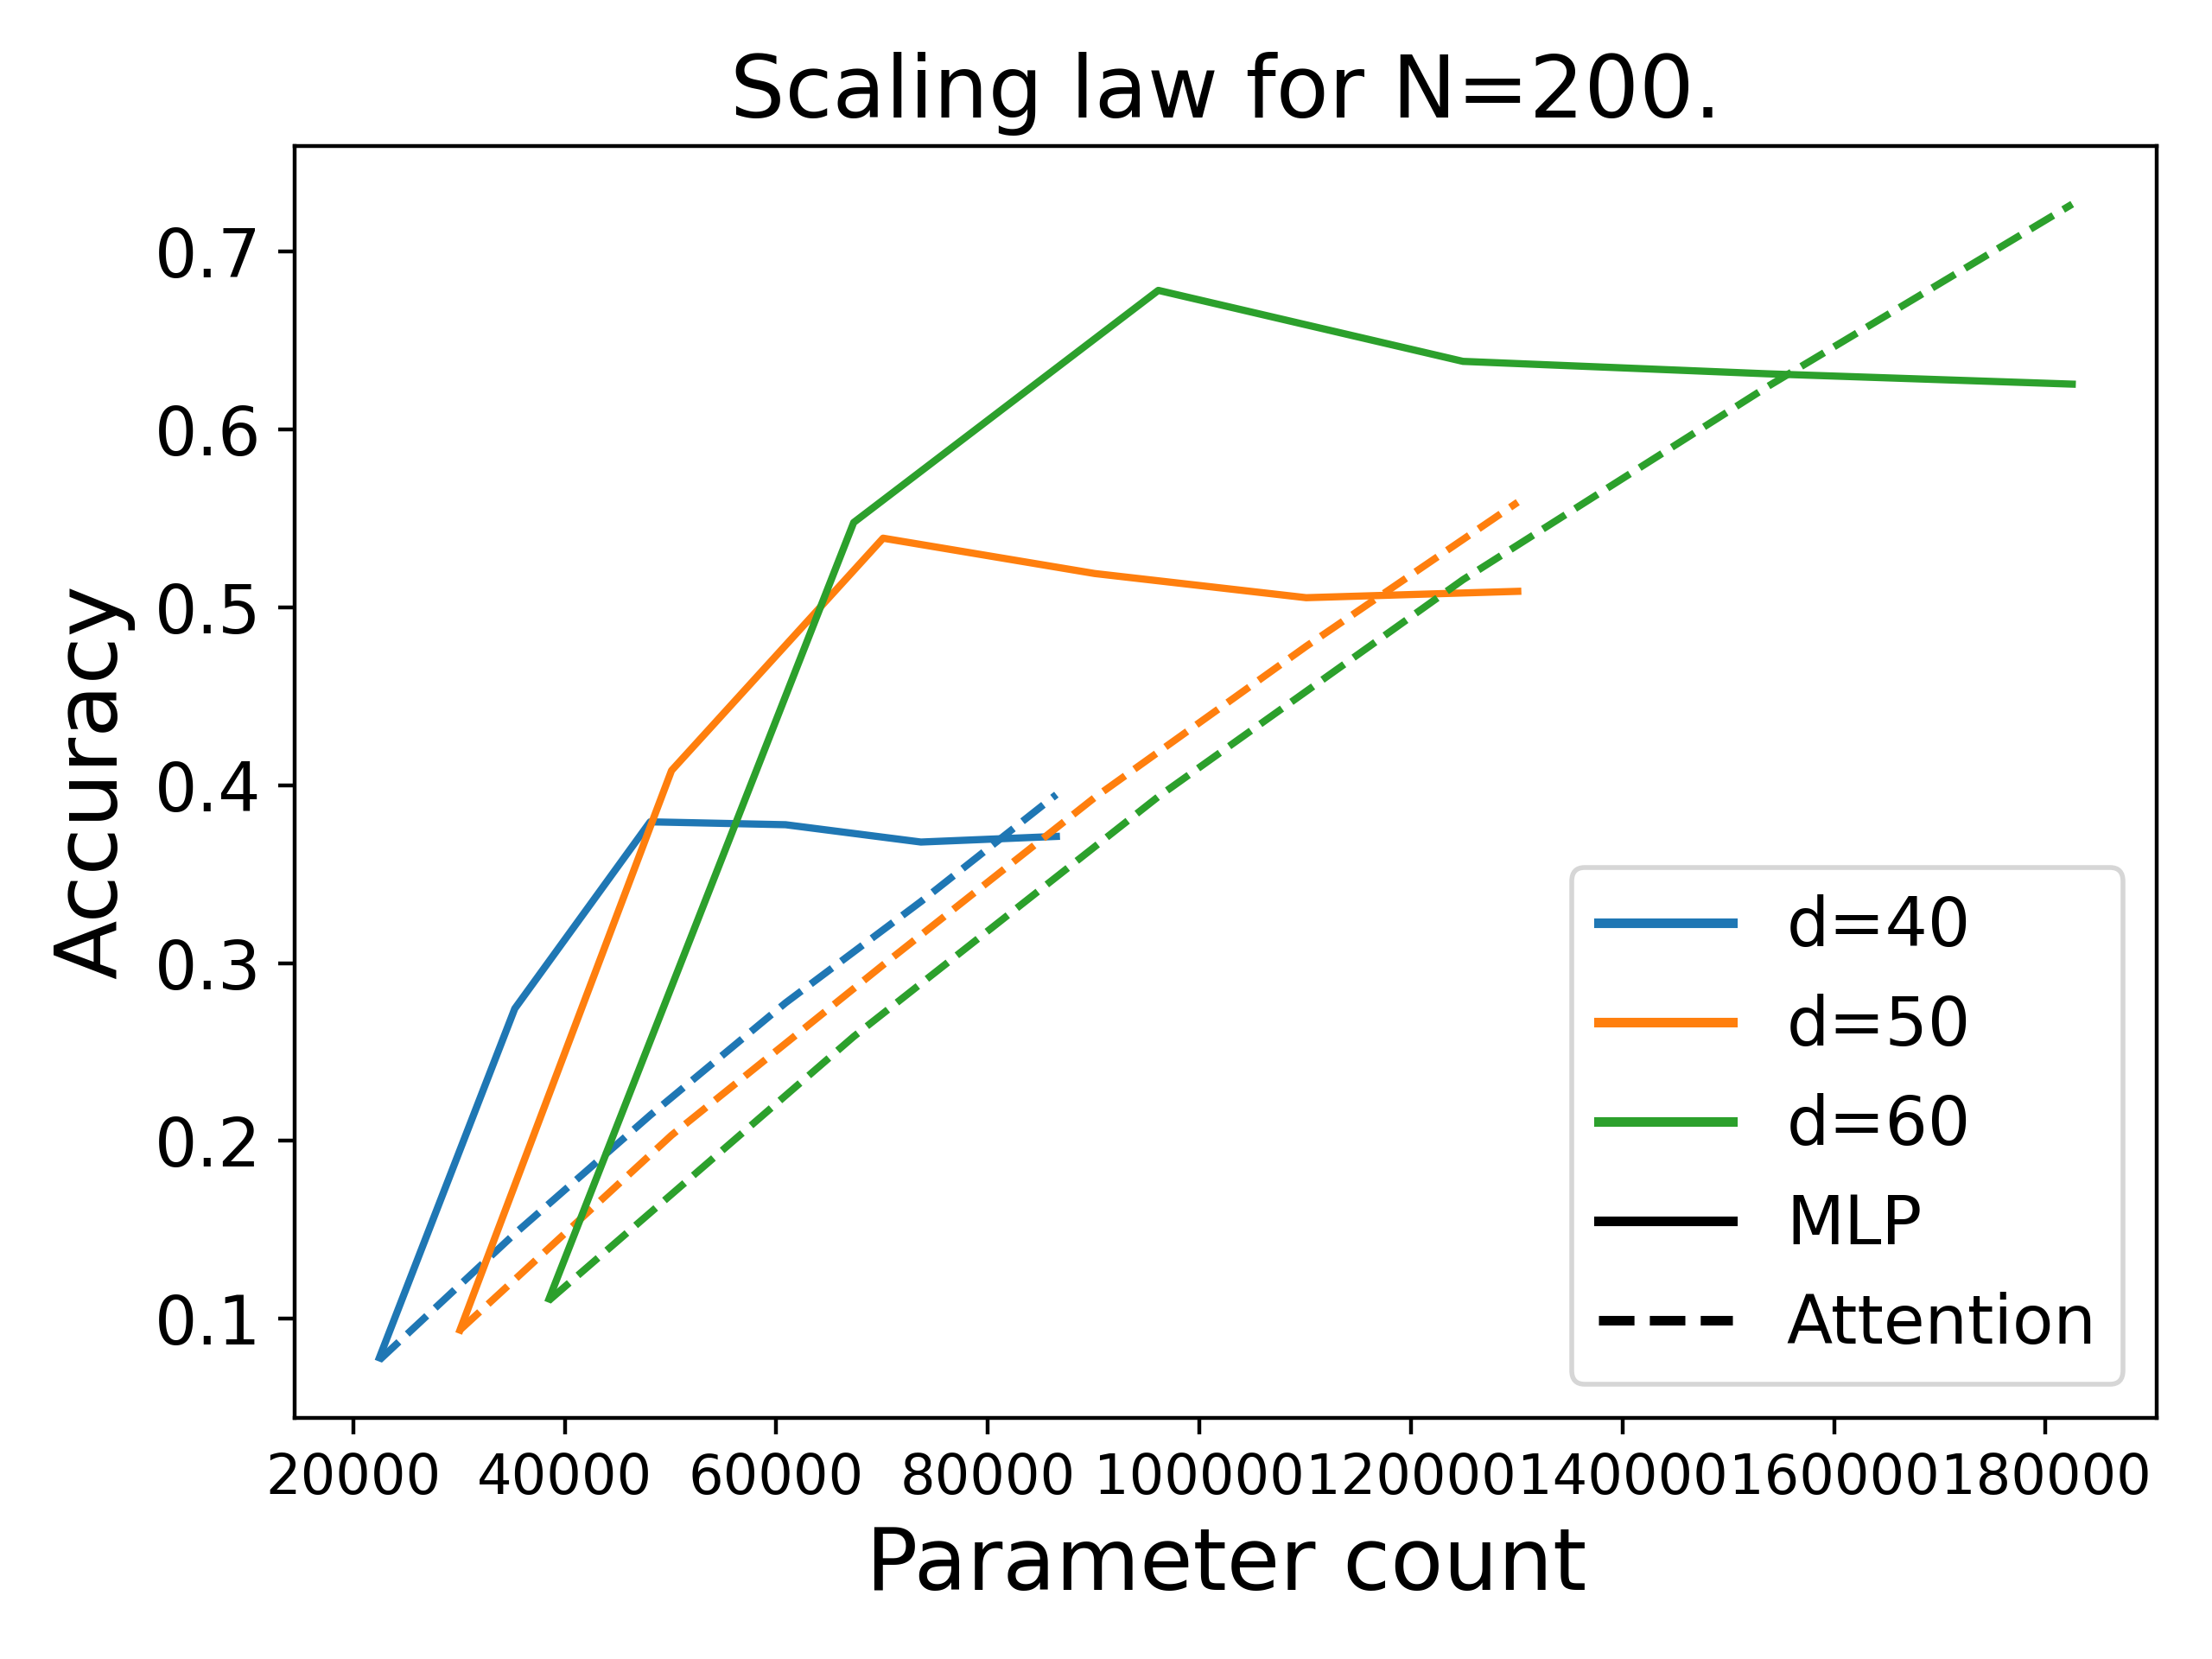 Scaling law for N=200.
0.7
0.6
0.5
0.4
0.3
0.2
0.1
Accuracy
d=40
d=50
d=60
MLP
Attention
20000 40000 60000 80000 100000 120000 140000 160000 180000
Parameter count